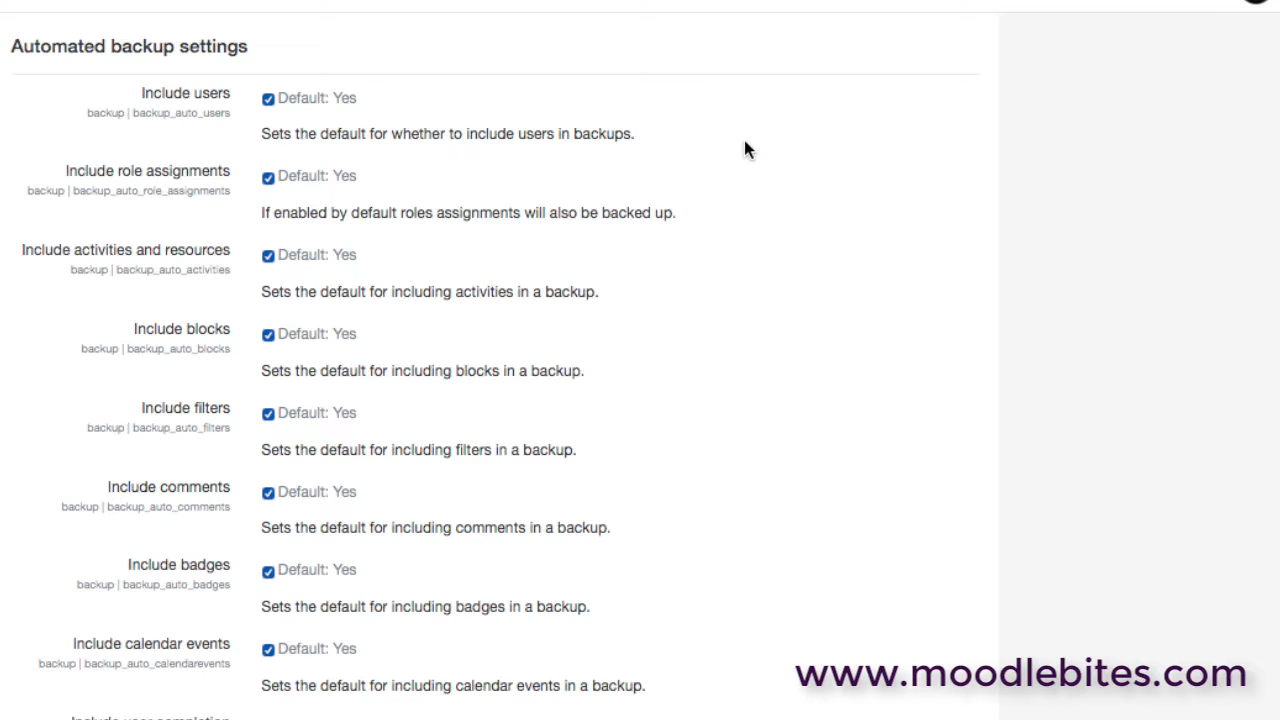 Automated backup settings
Include users
Default: Yes
backup | backup_auto_users
Sets the default for whether to include users in backups.
Include role assignments
Default: Yes
backup | backup_auto_role_assignments
If enabled by default roles assignments will also be backed up.
Include activities and resources
Default: Yes
backup | backup_auto_activities
Sets the default for including activities in a backup.
Include blocks
Default: Yes
backup | backup_auto_blocks
Sets the default for including blocks in a backup.
Include filters
Default: Yes
backup | backup_auto_filters
Sets the default for including filters in a backup.
Include comments
Default: Yes
backup | backup_auto_comments
Sets the default for including comments in a backup.
Include badges
Default: Yes
backup | backup_auto_badges
Sets the default for including badges in a backup.
Include calendar events
Default: Yes
backup | backup_auto_calendarevents
Sets the default for including calendar events in a backup.
www.moodlebites.com